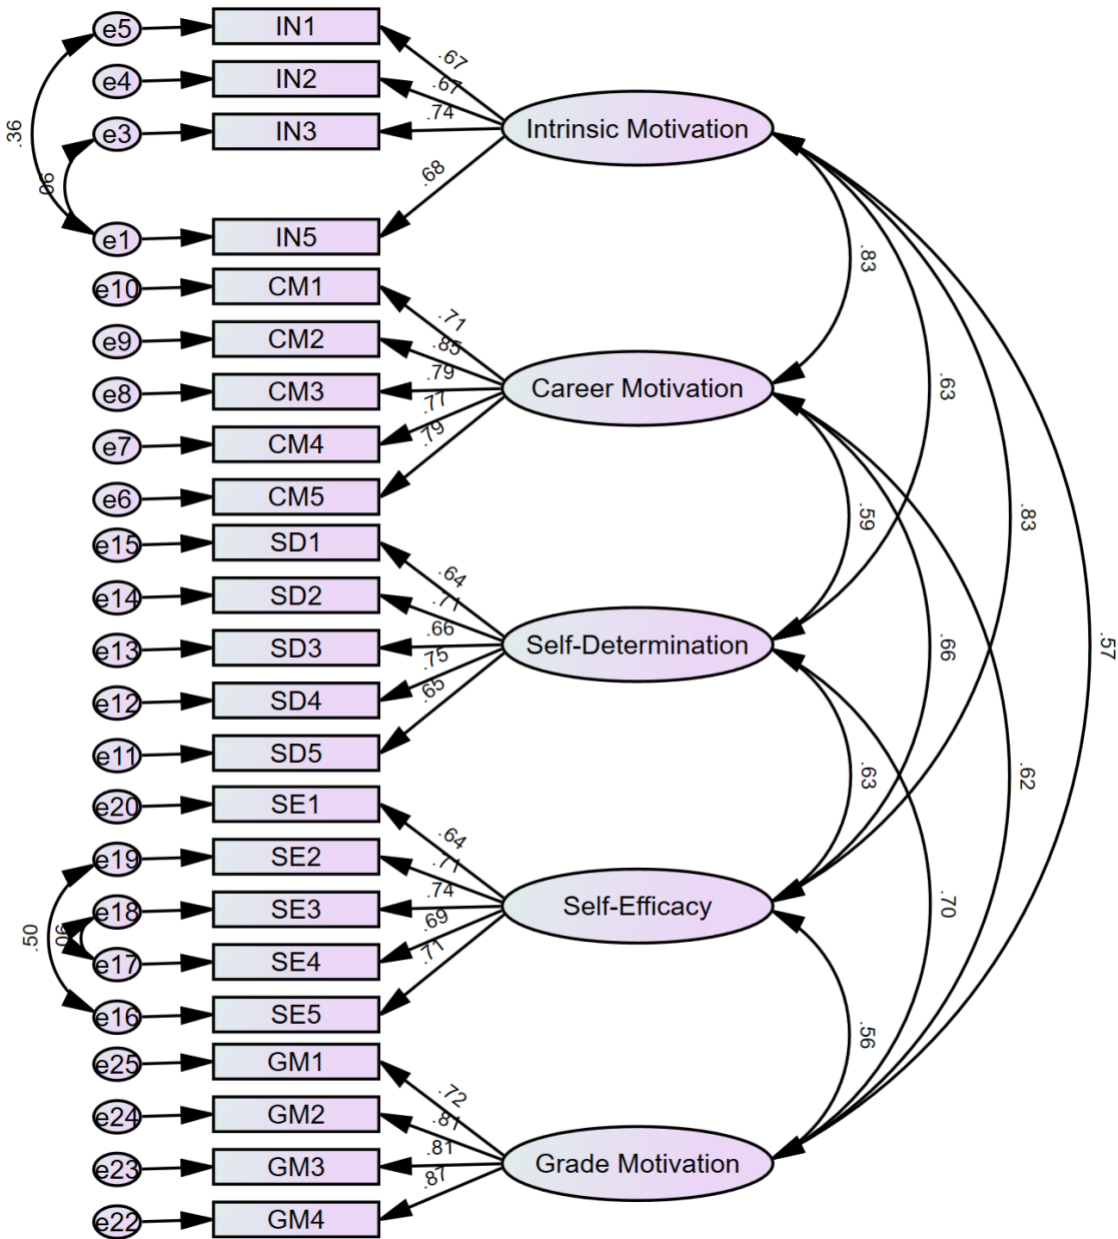 e5 IN1
.67
e4 IN2
.67
e3 IN3
.74
Intrinsic Motivation
.36
.68
e1 IN5
.83
e10 CM1
.71
e9 CM2
.85
.79
e8 CM3
Career Motivation
.63
.77
e7 CM4
.79
e6 CM5
.59
.83
e15 SD1
.64
e14 SD2
.71
.66
e13 SD3
Self-Determination
.66
.57
.75
e12 SD4
.65
e11 SD5
.63
.62
e20 SE1
.64
e19 SE2
.71
.74
e18 SE3
Self-Efficacy
.70
.50
.69
e17 SE4
.71
e16 SE5
.56
e25 GM1
.72
e24 GM2
.81
.81
e23 GM3
Grade Motivation
.87
e22 GM4